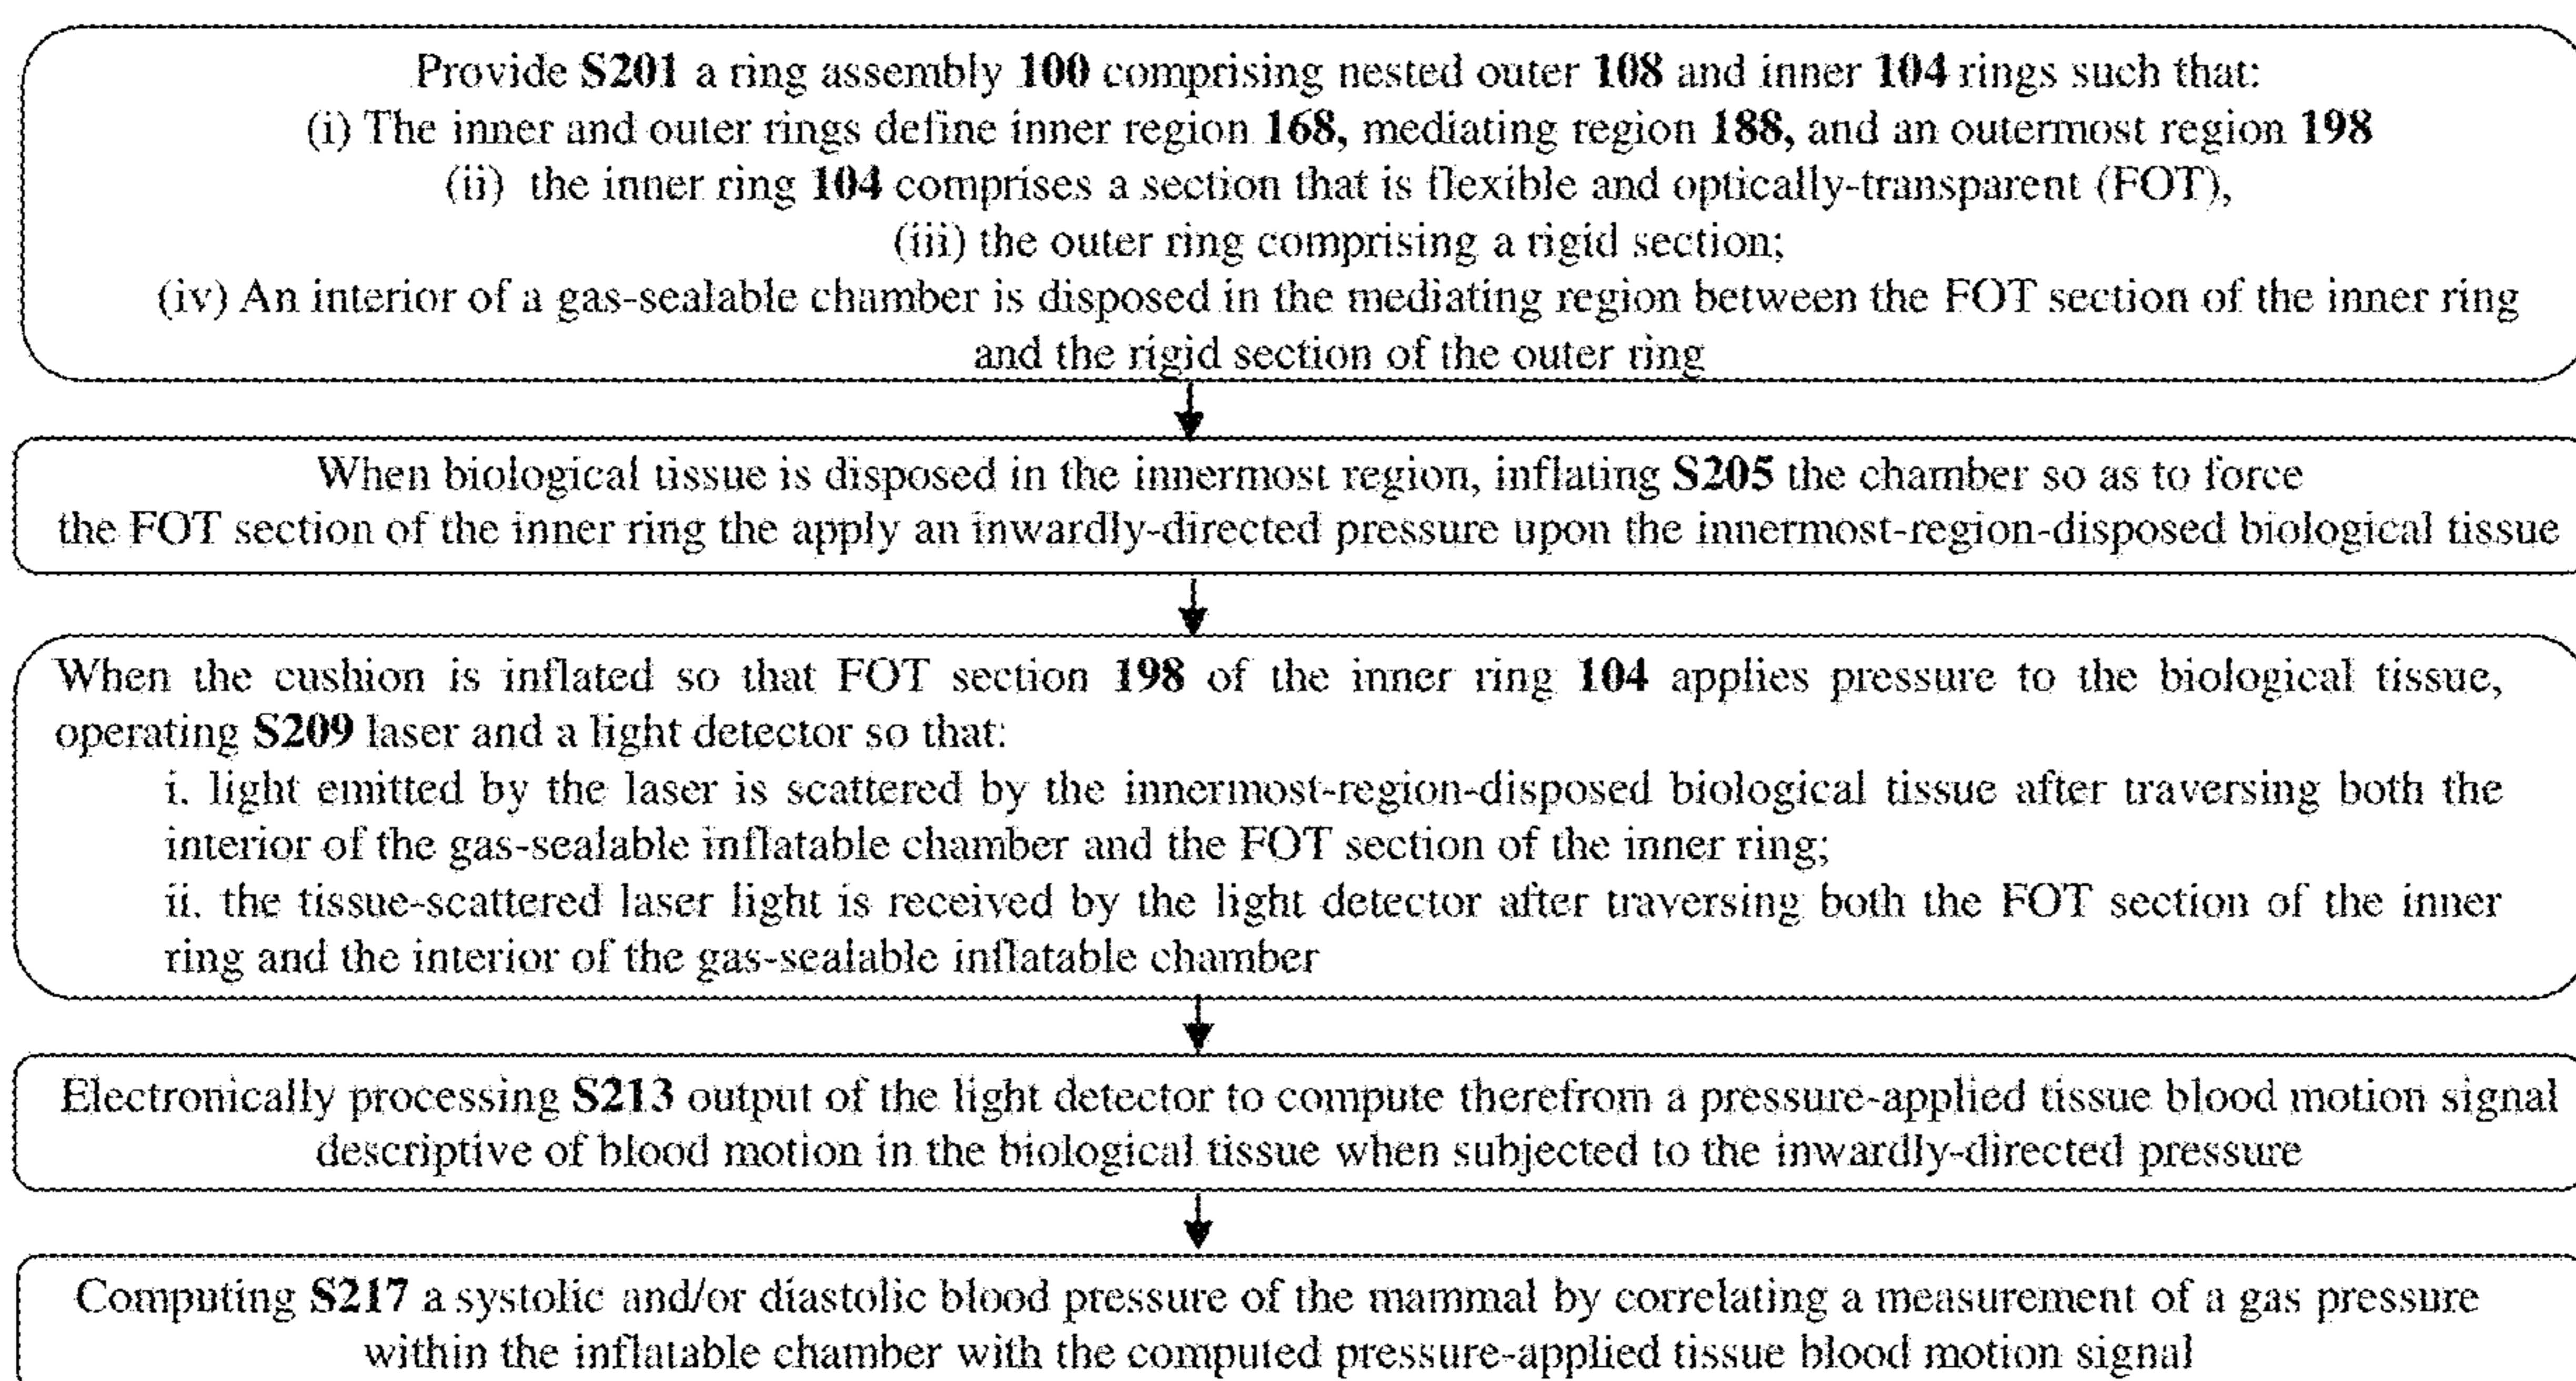 Provide S201 a ring assembly 100 comprising nested outer 108 and inner 104 rings such that:
(i) The inner and outer rings define inner region 168, mediating region 188, and an outermost region 198
(ii) the inner ring 104 comprises a section that is flexible and optically-transparent (FOT),
(iii) the outer ring comprising a rigid section;
(iv) An interior of a gas-sealable chamber is disposed in the mediating region between the FOT section of the inner ring
and the rigid section of the outer ring
When biological tissue is disposed in the innermost region, inflating S205 the chamber so as to force
the FOT section of the inner ring the apply an inwardly-directed pressure upon the innermost-region-disposed biological tissue
When the cushion is inflated so that FOT section 198 of the inner ring 104 applies pressure to the biological tissue,
operating S209 laser and a light detector so that:
i. light emitted by the laser is scattered by the innermost-region-disposed biological tissue after traversing both the
interior of the gas-sealable inflatable chamber and the FOT section of the inner ring;
ii. the tissue-scattered laser light is received by the light detector after traversing both the FOT section of the inner
ring and the interior of the gas-sealable inflatable chamber
Electronically processing S213 output of the light detector to compute therefrom a pressure-applied tissue blood motion signal
descriptive of blood motion in the biological tissue when subjected to the inwardly-directed pressure
Computing S217 a systolic and/or diastolic blood pressure of the mammal by correlating a measurement of a gas pressure
within the inflatable chamber with the computed pressure-applied tissue blood motion signal